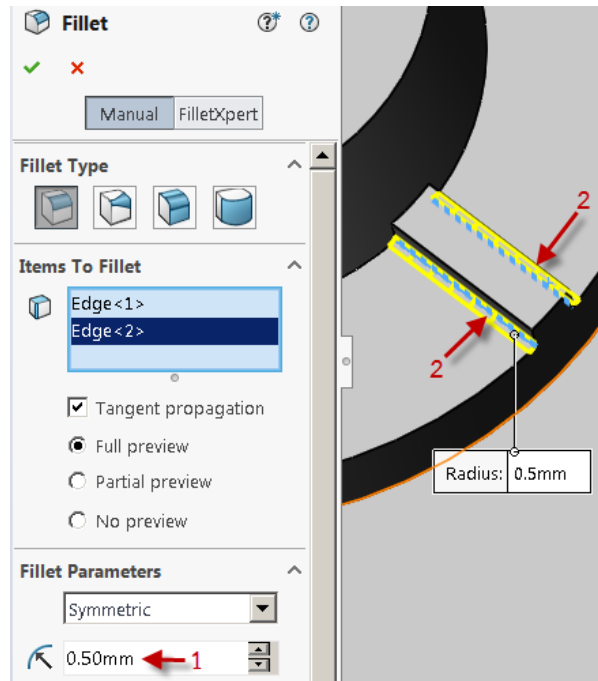 Fillet
Manual FilletXpert
Fillet Type
Items To Fillet
Edge<1>
Edge<2>
Tangent propagation
Full preview
Partial preview
No preview
Fillet Parameters
Symmetric
0.50mm 1
2
2
Radius: 0.5mm